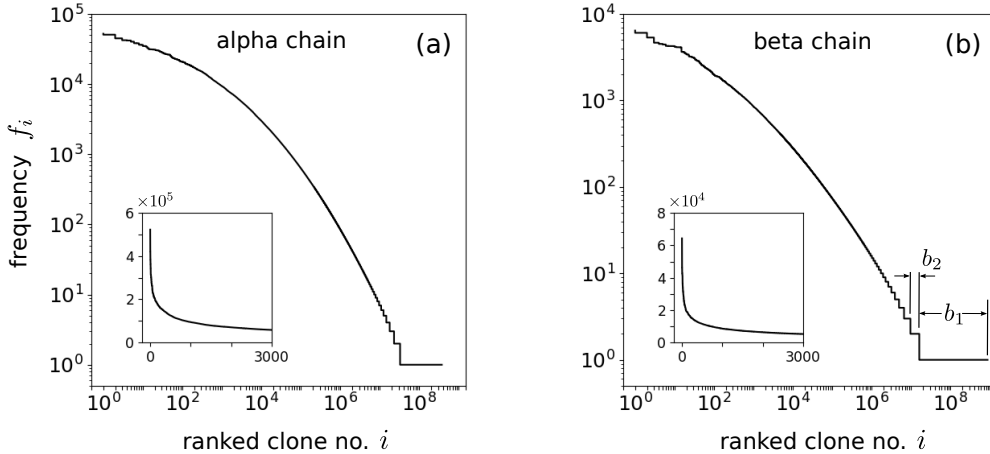 alpha chain (a)
frequency f_i
10^5
10^4
10^3
10^2
10^1
10^0
×10^5
6
4
2
0
0 3000
10^0 10^2 10^4 10^6 10^8
ranked clone no. i
beta chain (b)
10^4
10^3
10^2
10^1
10^0
×10^4
8
6
4
2
0
0 3000
b_2
b_1
10^0 10^2 10^4 10^6 10^8
ranked clone no. i